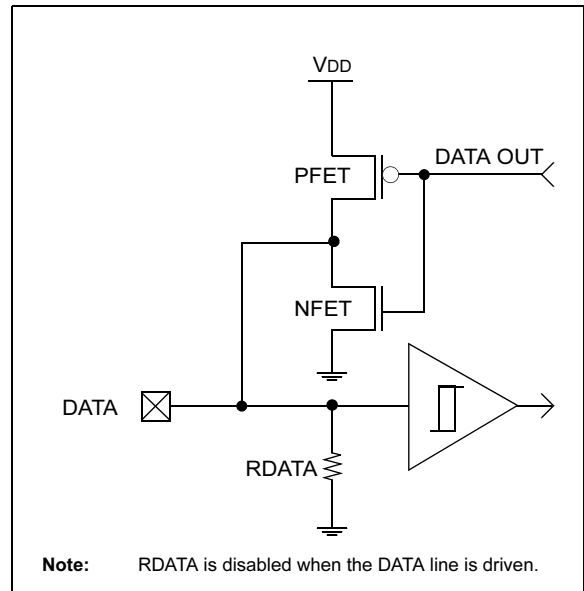 VDD
DATA OUT
PFET
NFET
DATA
RDATA
Note: RDATA is disabled when the DATA line is driven.